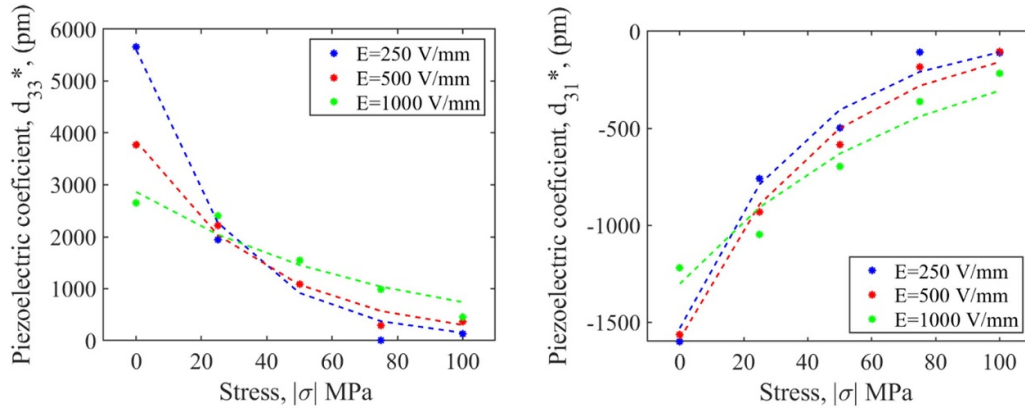 Piezoelectric coeficient, d33*, (pm)
6000
5000
4000
3000
2000
1000
0
E=250 V/mm
E=500 V/mm
E=1000 V/mm
0 20 40 60 80 100
Stress, |σ| MPa
Piezoelectric coeficient, d31*, (pm)
0
-500
-1000
-1500
E=250 V/mm
E=500 V/mm
E=1000 V/mm
0 20 40 60 80 100
Stress, |σ| MPa